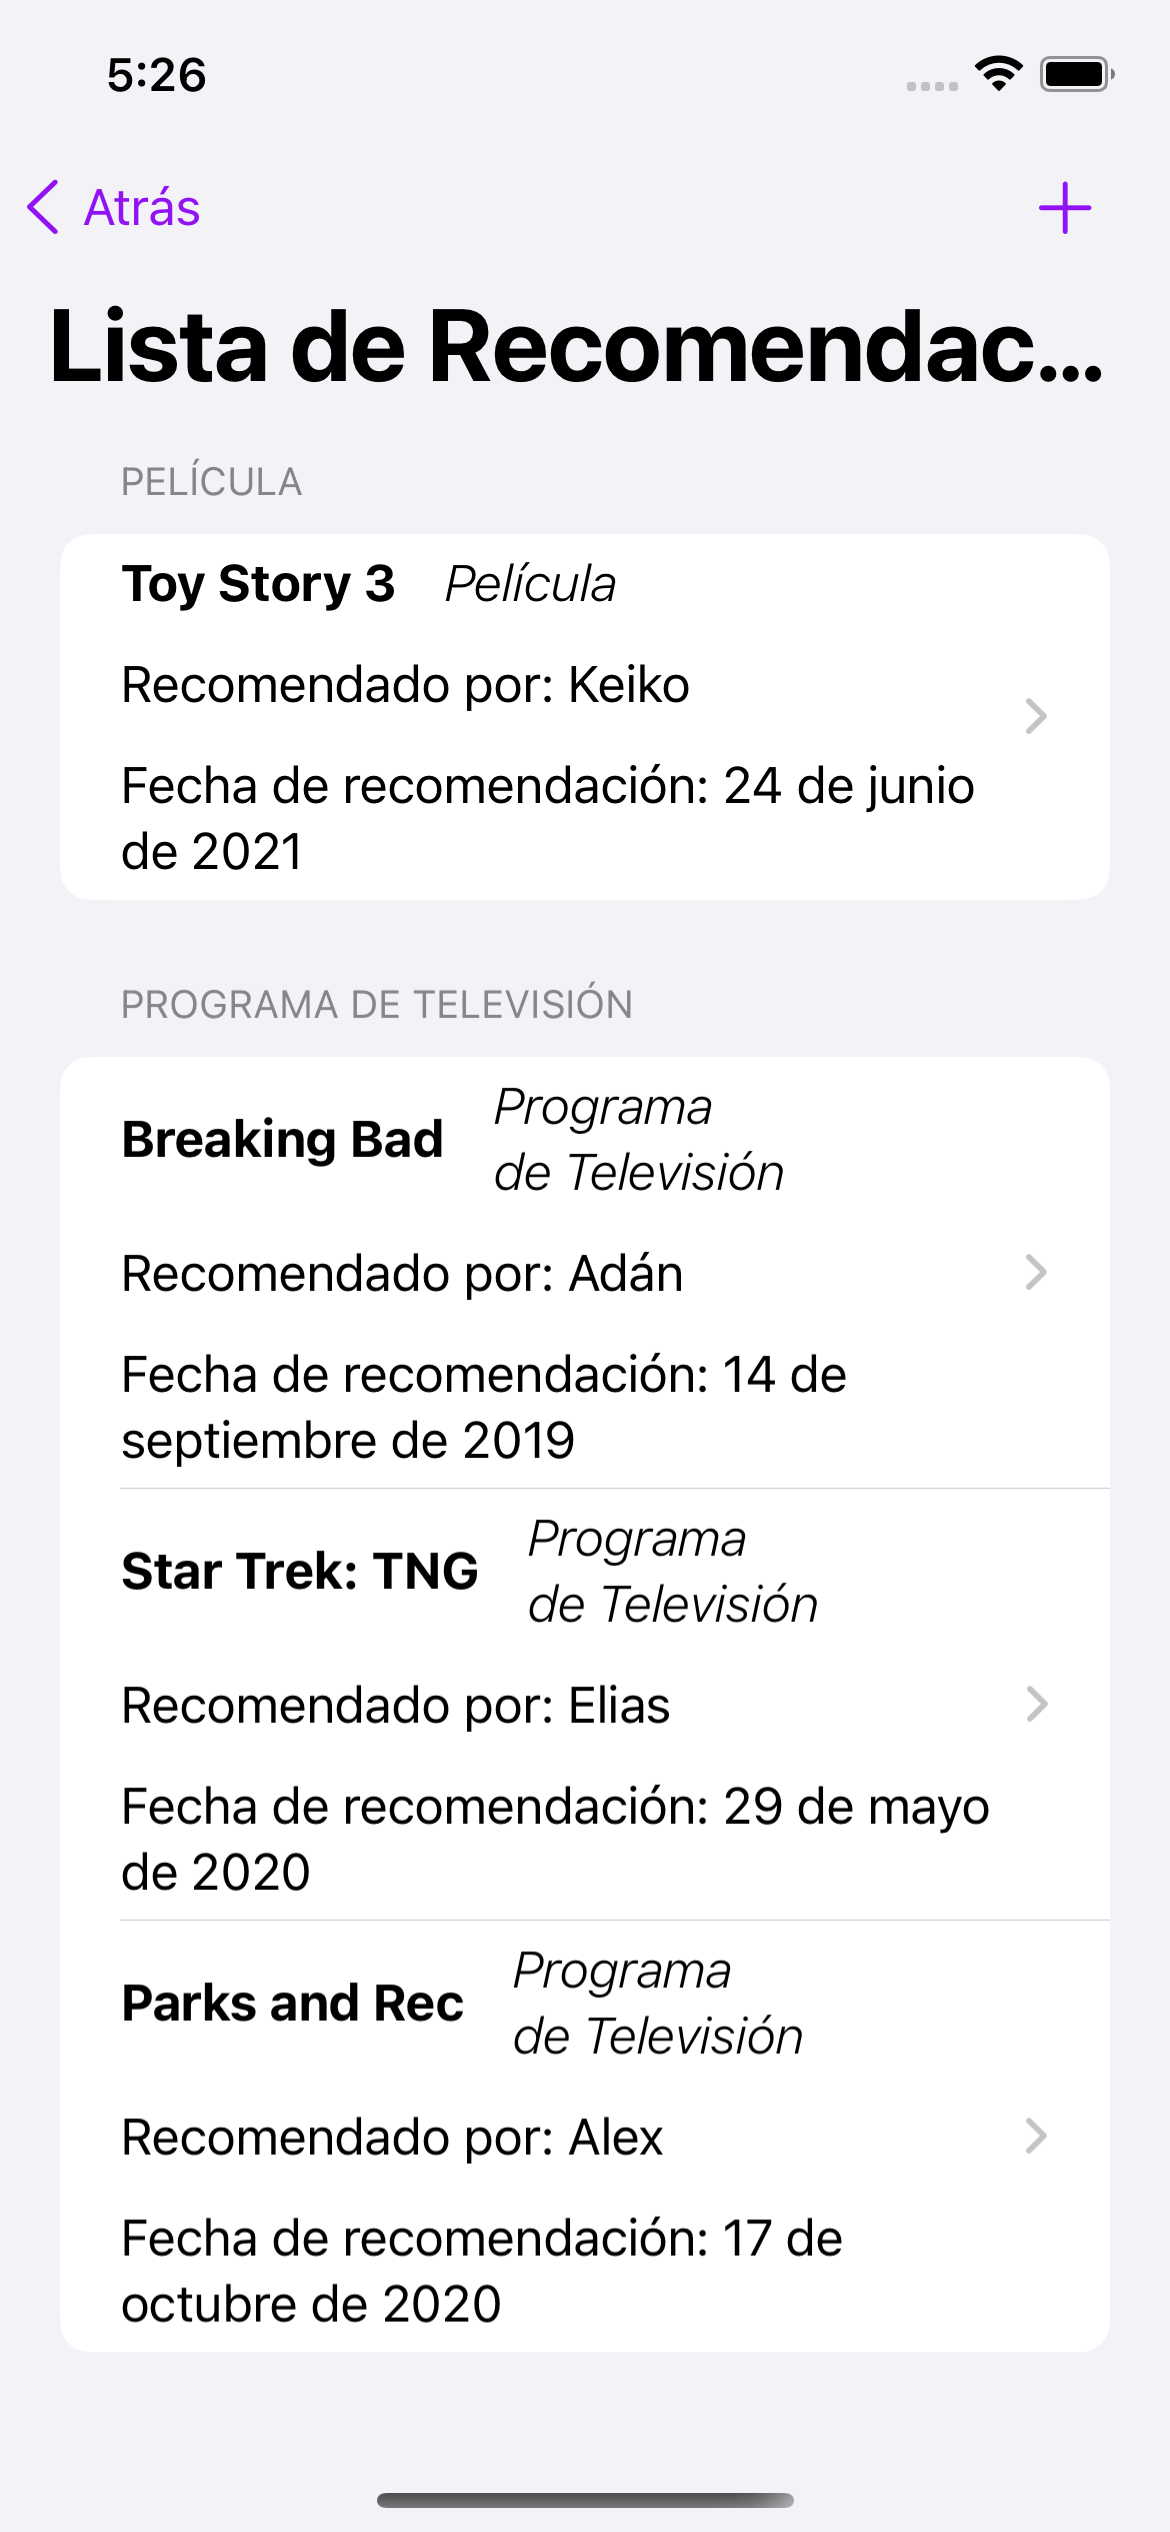 5:26
Atrás
Lista de Recomendac...
PELÍCULA
Toy Story 3 Película
Recomendado por: Keiko
Fecha de recomendación: 24 de junio
de 2021
PROGRAMA DE TELEVISIÓN
Breaking Bad Programa
de Televisión
Recomendado por: Adán
Fecha de recomendación: 14 de
septiembre de 2019
Star Trek: TNG Programa
de Televisión
Recomendado por: Elias
Fecha de recomendación: 29 de mayo
de 2020
Parks and Rec Programa
de Televisión
Recomendado por: Alex
Fecha de recomendación: 17 de
octubre de 2020